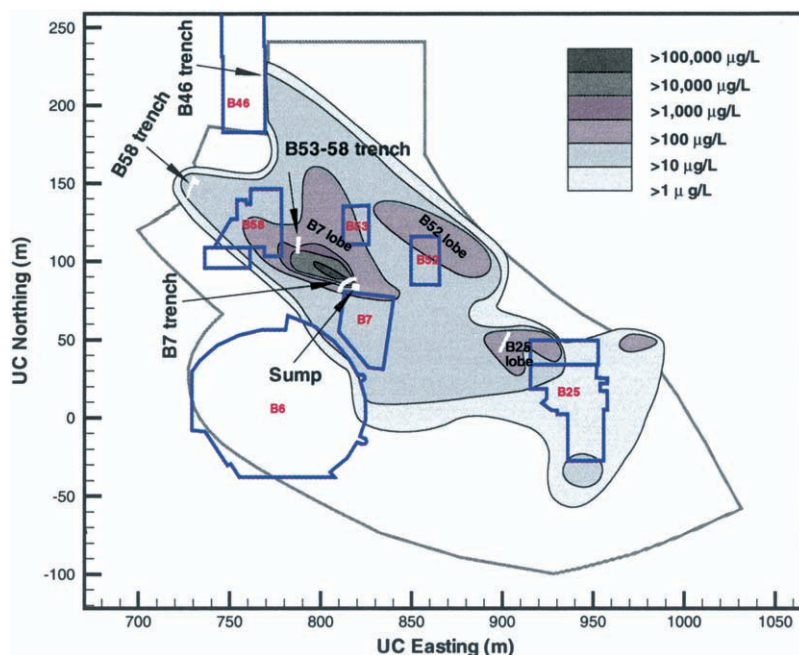 UC Northing (m)
250
200
150
100
50
0
-50
-100
700
750
800
850
900
950
1000
1050
UC Easting (m)
>100,000 µg/L
>10,000 µg/L
>1,000 µg/L
>100 µg/L
>10 µg/L
>1 µ g/L
B46 trench
B46
B58 trench
B53-58 trench
B58
B7 lobe
B53
B52 lobe
B52
B7 trench
B7
Sump
B25
lobe
B25
B6